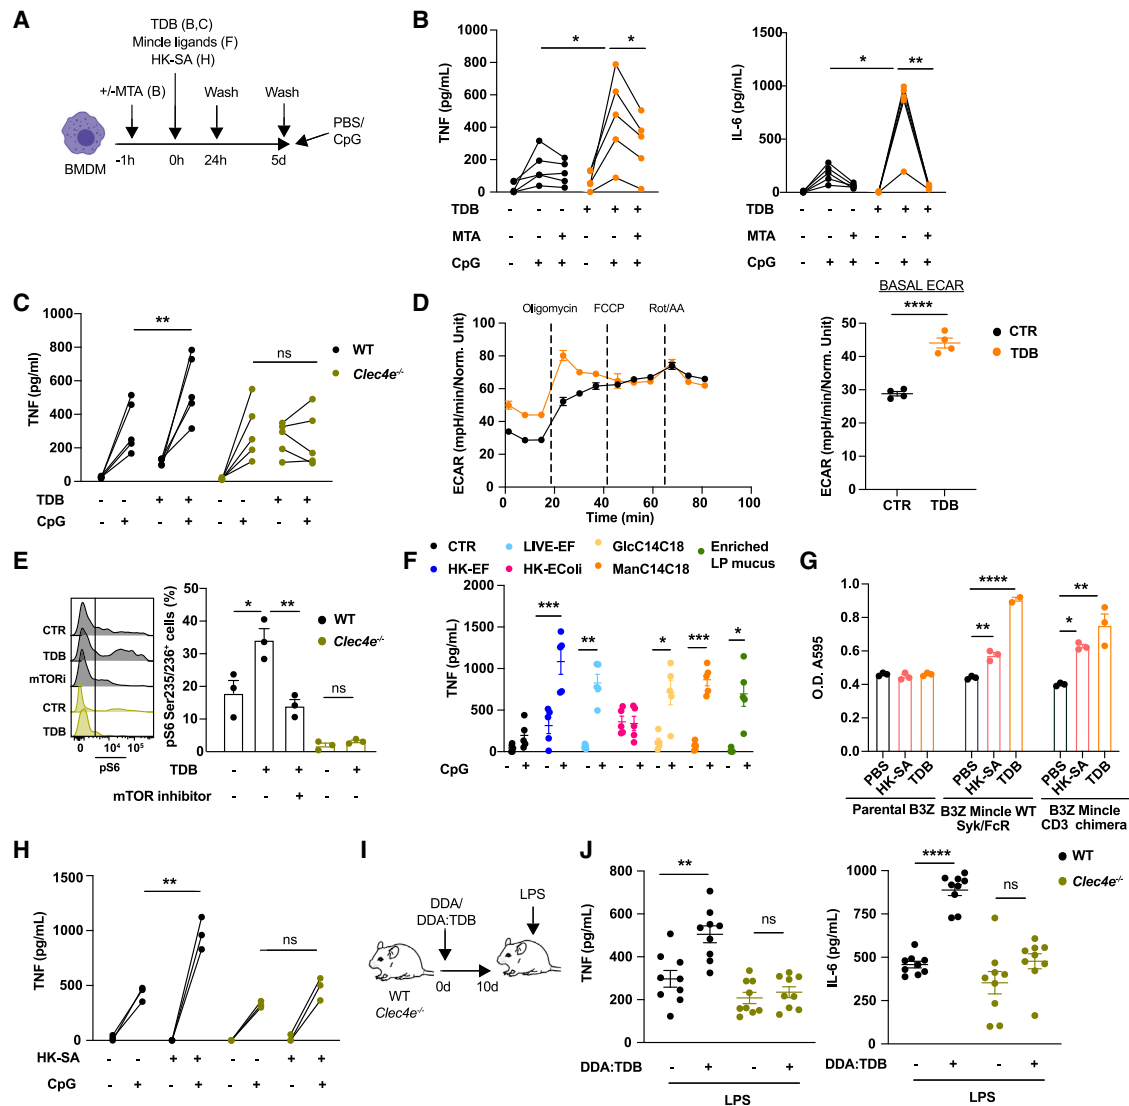 A
TDB (B,C)
Mincle ligands (F)
HK-SA (H)
+/-MTA (B)
Wash
Wash
PBS/
CpG
BMDM
-1h
0h
24h
5d
B
TNF (pg/mL)
1000
800
600
400
200
0
*
*
TDB - - - + + +
MTA - - + - - +
CpG - + + - + +
IL-6 (pg/mL)
1500
1000
500
0
*
**
TDB - - - + + +
MTA - - + - - +
CpG - + + - + +
C
TNF (pg/ml)
1000
800
600
400
200
0
**
ns
WT
Clec4e-/-
TDB - - + + - - + +
CpG - + - + - + - +
D
ECAR (mpH/min/Norm. Unit)
100
80
60
40
20
0
Oligomycin
FCCP
Rot/AA
0 20 40 60 80 100
Time (min)
BASAL ECAR
****
ECAR (mpH/min/Norm. Unit)
50
40
30
20
10
0
CTR
TDB
CTR
TDB
E
CTR
TDB
mTORi
CTR
TDB
0 10⁴ 10⁵
pS6
pS6 Ser235/236⁺ cells (%)
50
40
30
20
10
0
*
**
ns
WT
Clec4e-/-
TDB - + + - +
mTOR inhibitor - - + - -
F
CTR
HK-EF
LIVE-EF
HK-EColi
GlcC14C18
ManC14C18
Enriched
LP mucus
TNF (pg/mL)
2000
1500
1000
500
0
***
**
*
***
*
CpG - + - + - + - + - + - + - +
G
O.D. A595
1.0
0.8
0.6
0.4
0.2
0.0
**
****
*
**
PBS
HK-SA
TDB
PBS
HK-SA
TDB
PBS
HK-SA
TDB
Parental B3Z
B3Z Mincle WT
Syk/FcR
B3Z Mincle
CD3 chimera
H
TNF (pg/mL)
1500
1000
500
0
**
ns
HK-SA - - + + - - + +
CpG - + - + - + - +
I
DDA/
DDA:TDB
LPS
0d
10d
WT
Clec4e-/-
J
TNF (pg/mL)
800
600
400
200
0
**
ns
DDA:TDB - + - +
LPS
IL-6 (pg/mL)
1000
500
0
****
ns
WT
Clec4e-/-
DDA:TDB - + - +
LPS